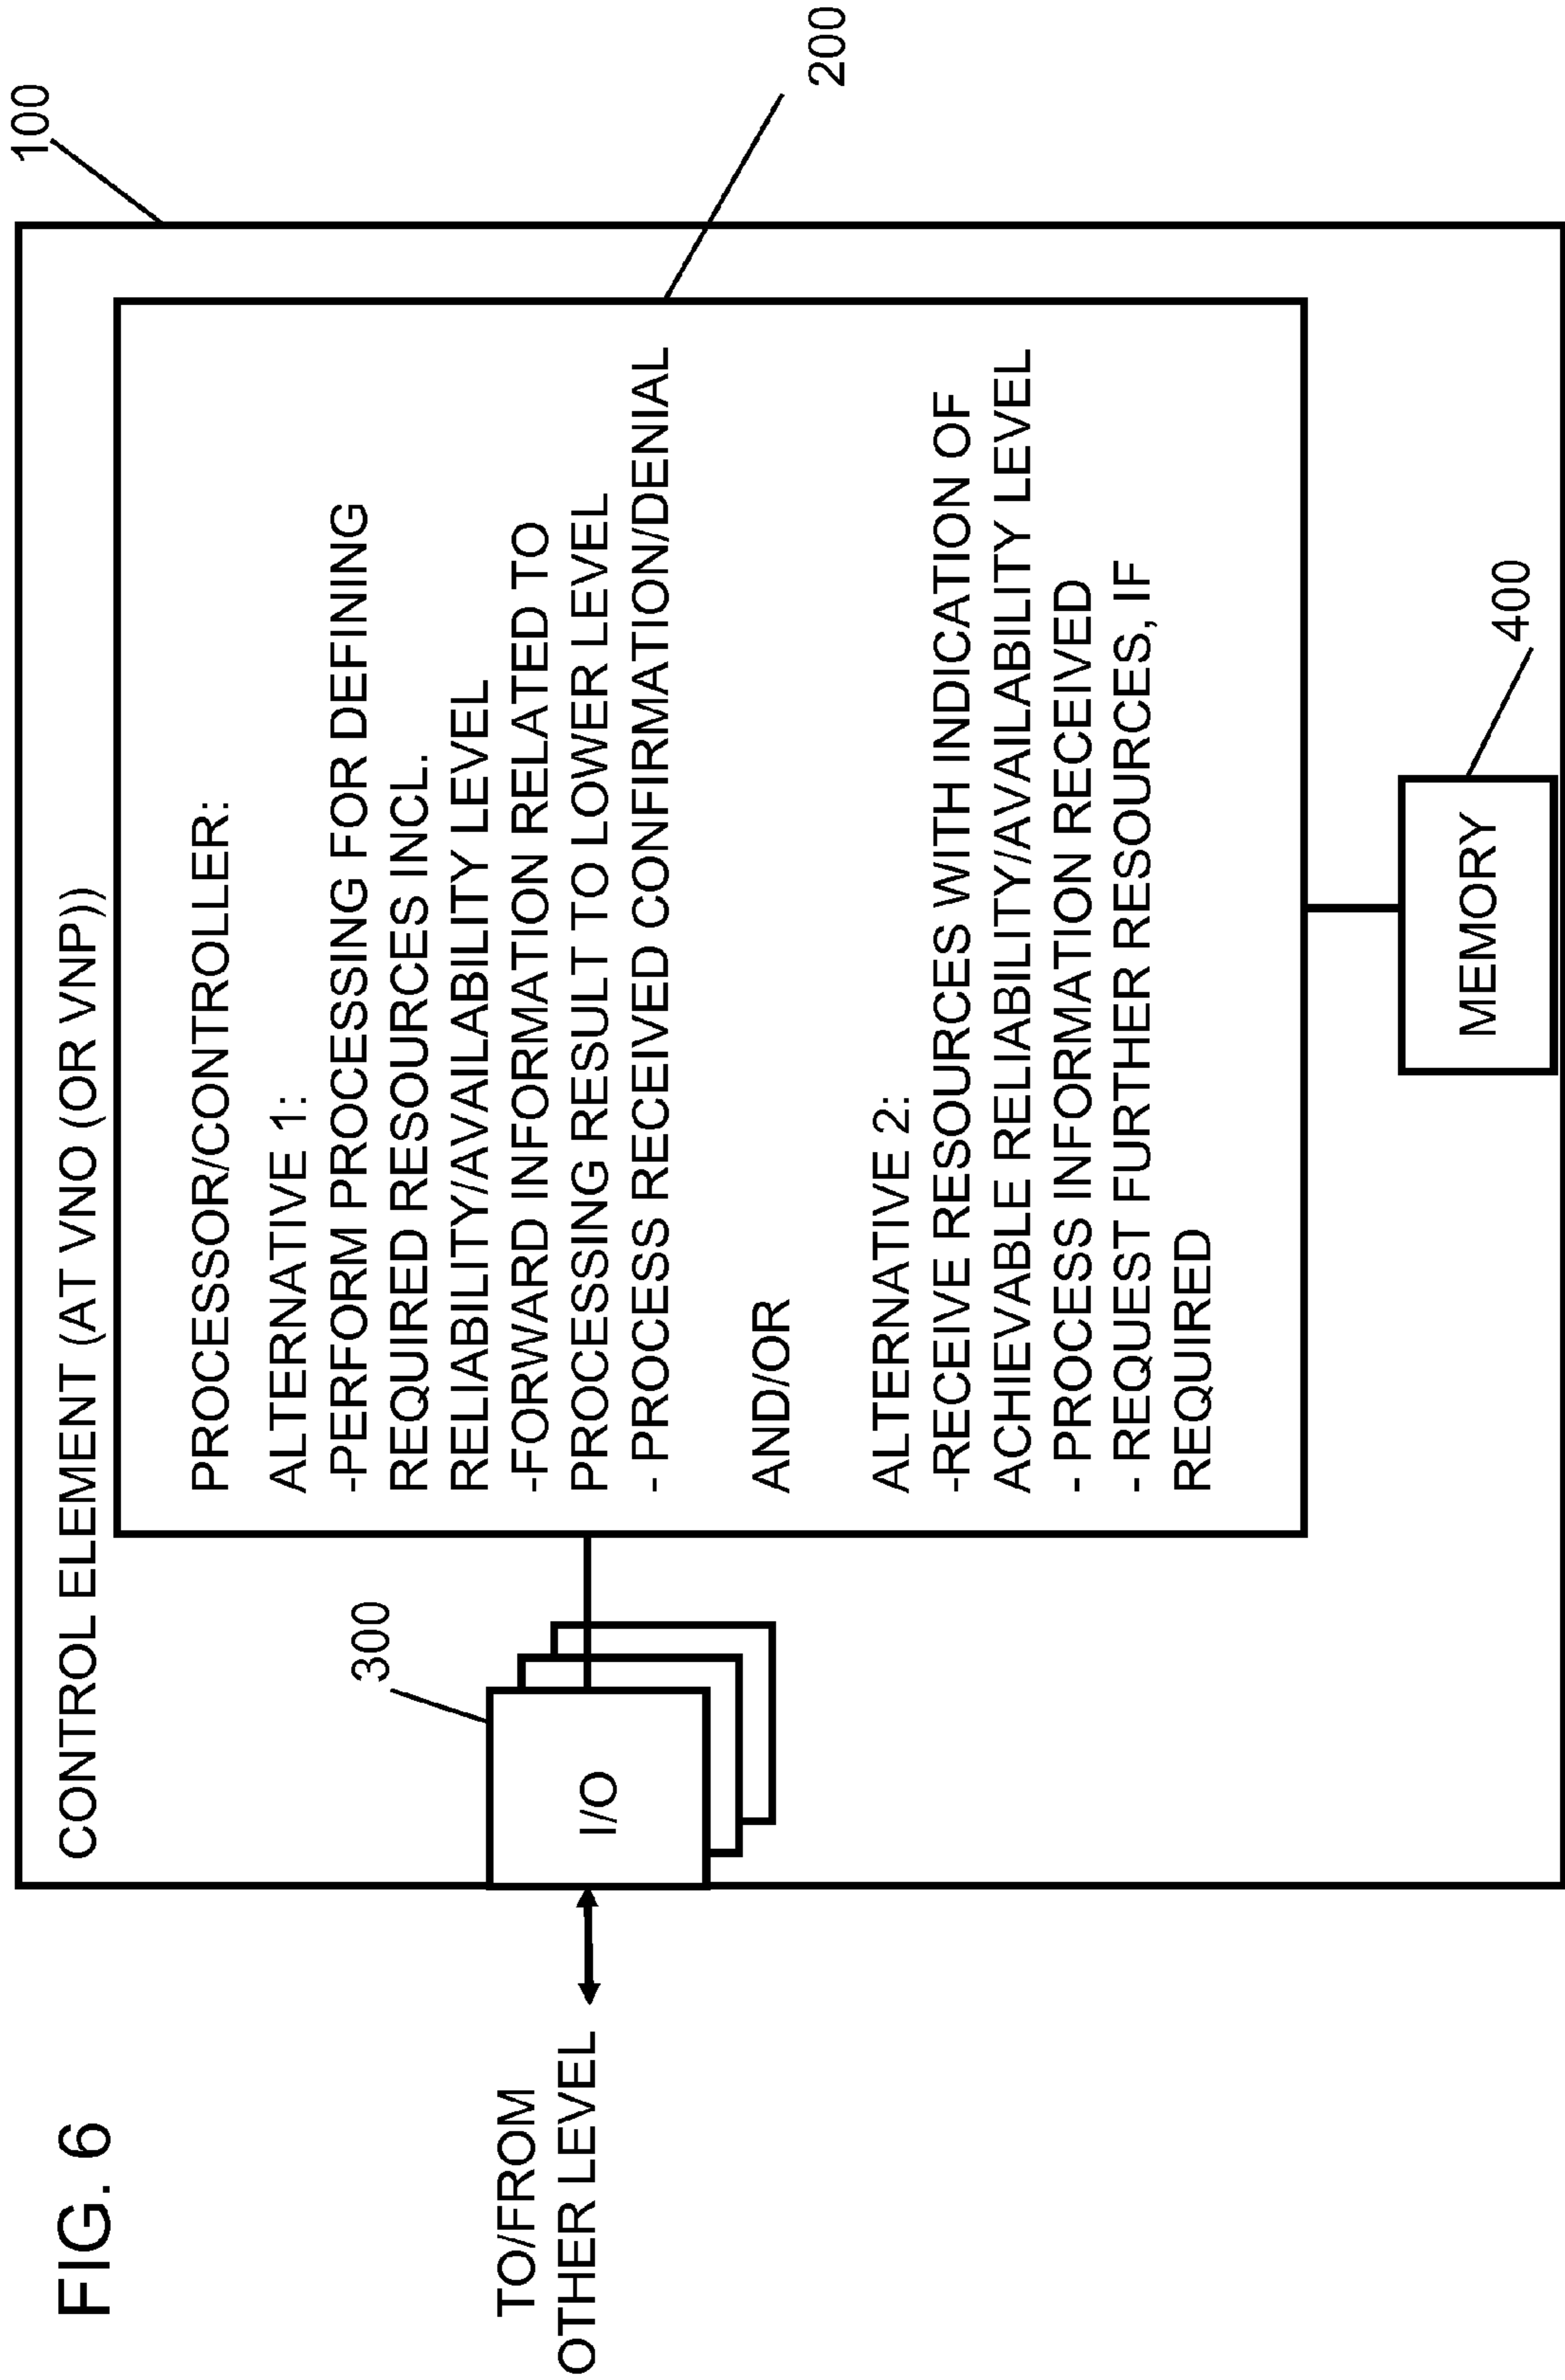 FIG. 6
100
CONTROL ELEMENT (AT VNO (OR VNP))
PROCESSOR/CONTROLLER:
ALTERNATIVE 1:
-PERFORM PROCESSING FOR DEFINING
REQUIRED RESOURCES INCL.
RELIABILITY/AVAILABILITY LEVEL
-FORWARD INFORMATION RELATED TO
PROCESSING RESULT TO LOWER LEVEL
- PROCESS RECEIVED CONFIRMATION/DENIAL
AND/OR
ALTERNATIVE 2:
-RECEIVE RESOURCES WITH INDICATION OF
ACHIEVABLE RELIABILITY/AVAILABILITY LEVEL
- PROCESS INFORMATION RECEIVED
- REQUEST FURTHER RESOURCES, IF
REQUIRED
200
300
I/O
TO/FROM
OTHER LEVEL
400
MEMORY